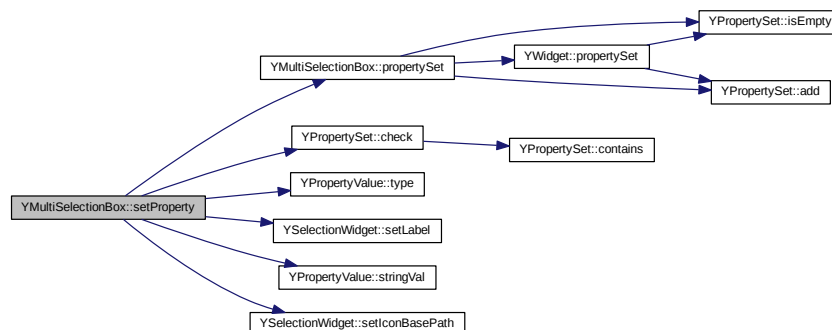 YPropertySet::isEmpty
YWidget::propertySet
YMultiSelectionBox::propertySet
YPropertySet::add
YPropertySet::check
YPropertySet::contains
YPropertyValue::type
YMultiSelectionBox::setProperty
YSelectionWidget::setLabel
YPropertyValue::stringVal
YSelectionWidget::setIconBasePath